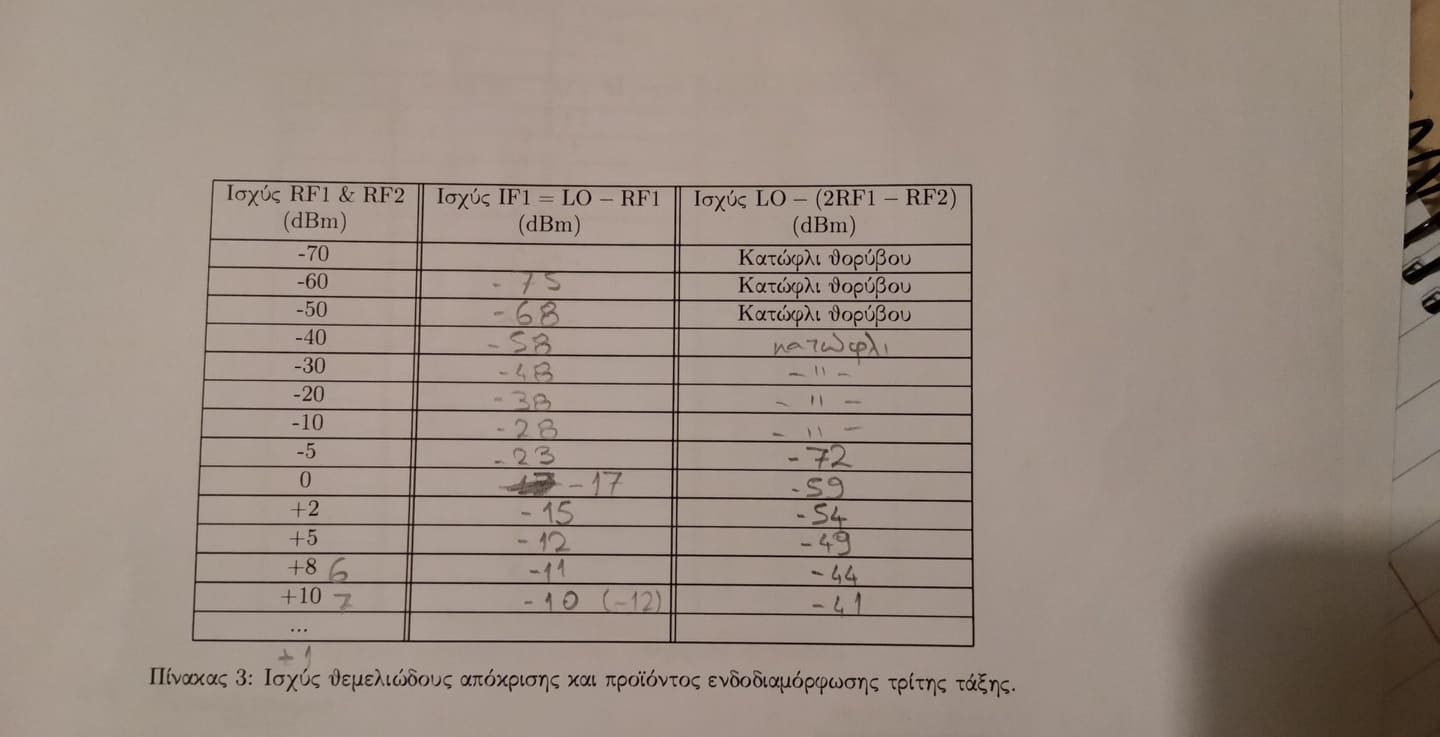 Ισχύς RF1 & RF2 Ισχύς IF1 = LO − RF1 Ισχύς LO − (2RF1 − RF2)
(dBm) (dBm) (dBm)
-70 Κατώφλι θορύβου
-60 - 75 Κατώφλι θορύβου
-50 - 68 Κατώφλι θορύβου
-40 - 58 κατώφλι
-30 - 48 - " -
-20 - 38 - " -
-10 - 28 - " -
-5 - 23 - 72
0 - 17 - 59
+2 - 15 - 54
+5 - 12 - 49
+8 6 -11 - 44
+10 7 - 10 (-12) - 41
...
+ 1
Πίνακας 3: Ισχύς θεμελιώδους απόκρισης και προϊόντος ενδοδιαμόρφωσης τρίτης τάξης.